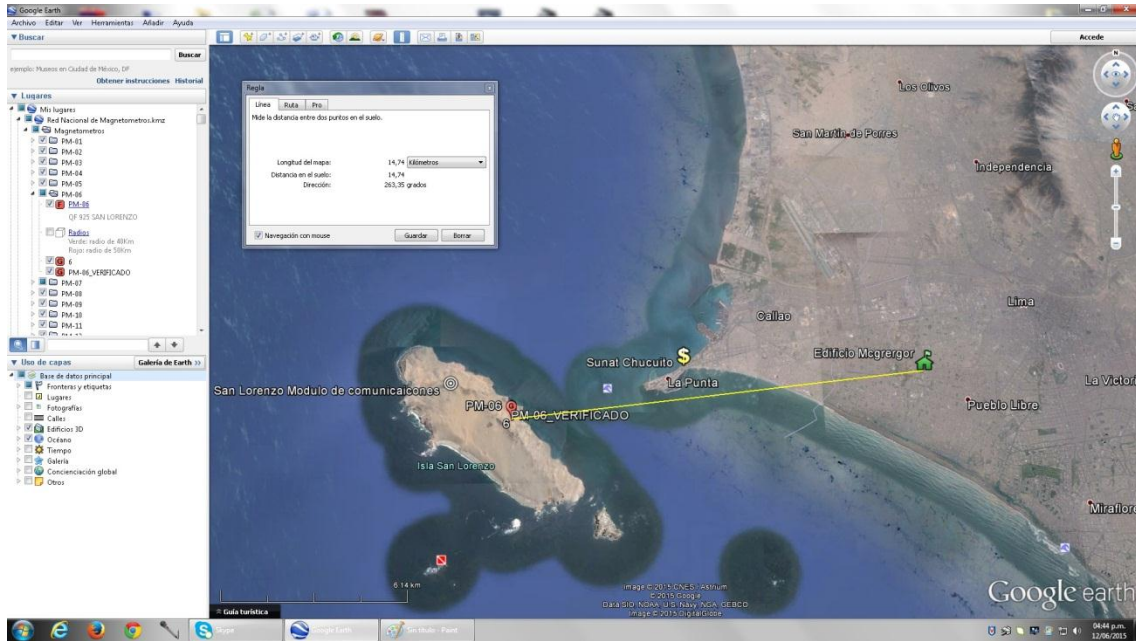 Google Earth
Archivo Editar Ver Herramientas Añadir Ayuda
▼ Buscar
Buscar
ejemplo: Museos en Ciudad de México, DF
Obtener instrucciones Historial
▼ Lugares
Mis lugares
Red Nacional de Magnetometros.kmz
Magnetometros
PM-01
PM-02
PM-03
PM-04
PM-05
PM-06
PM-06
QF 925 SAN LORENZO
Radios
Verde: radio de 40Km
Rojo: radio de 50Km
6
PM-06_VERIFICADO
PM-07
PM-08
PM-09
PM-10
PM-11
▼ Uso de capas
Galería de Earth
Base de datos principal
Fronteras y etiquetas
Lugares
Fotografías
Calles
Edificios 3D
Océano
Tiempo
Galería
Concienciación global
Otros
Accede
Regla
Línea Ruta Pro
Mide la distancia entre dos puntos en el suelo.
Longitud del mapa: 14,74 Kilómetros
Distancia en el suelo: 14,74
Dirección: 263,35 grados
Navegación con mouse Guardar Borrar
N
Los Olivos
San Martin de Porres
Independencia
Lima
Callao
Edificio Mcgrergor
Sunat Chucuito $
La Punta
La Victori
San Lorenzo Modulo de comunicaicones
PM-06
PM-06_VERIFICADO
6
Pueblo Libre
Isla San Lorenzo
Miraflore
6.14 km
Image © 2015 CNES / Astrium
© 2015 Google
Data SIO, NOAA, U.S. Navy, NGA, GEBCO
Image © 2015 DigitalGlobe
Google earth
Guía turística
Skype
Google Earth
Sin título - Paint
04:44 p.m.
12/06/2015